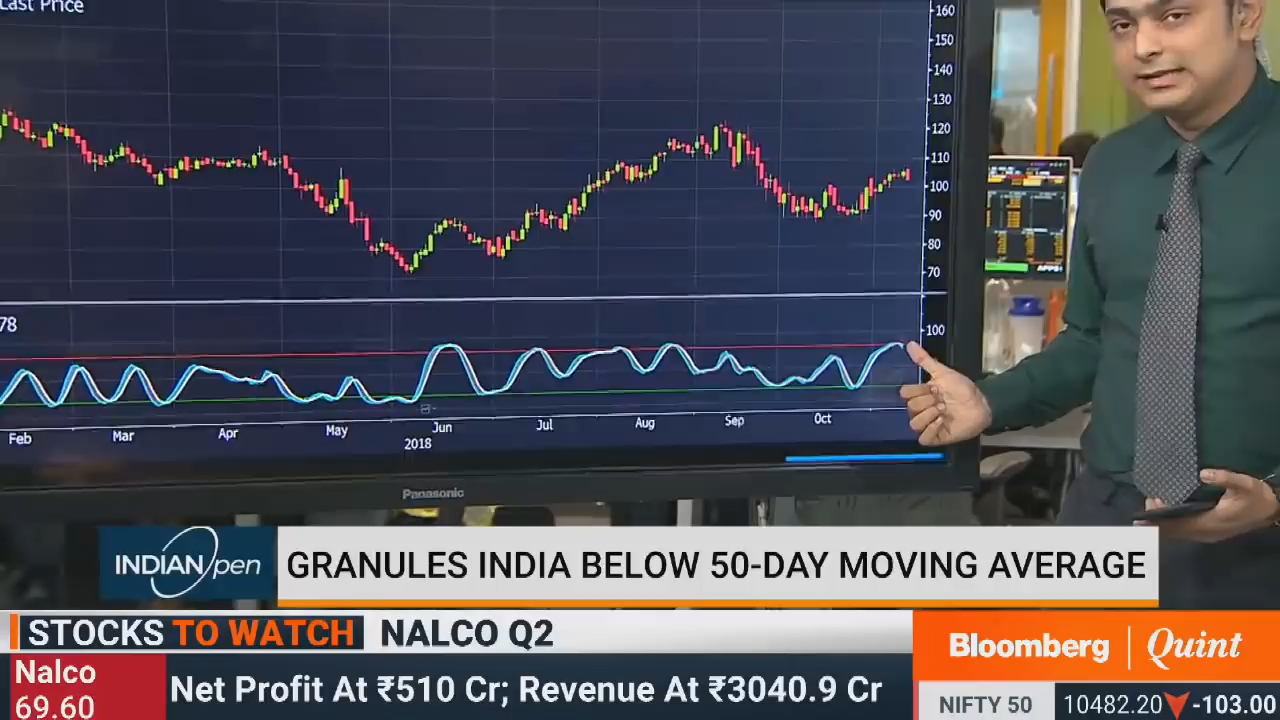 Last Price
160
150
140
130
120
110
100
90
80
70
78
100
Feb Mar Apr May Jun Jul Aug Sep Oct
2018
Panasonic
INDIAN Open
GRANULES INDIA BELOW 50-DAY MOVING AVERAGE
STOCKS TO WATCH NALCO Q2
Nalco
69.60
Net Profit At ₹510 Cr; Revenue At ₹3040.9 Cr
Bloomberg | Quint
NIFTY 50 10482.20 -103.00